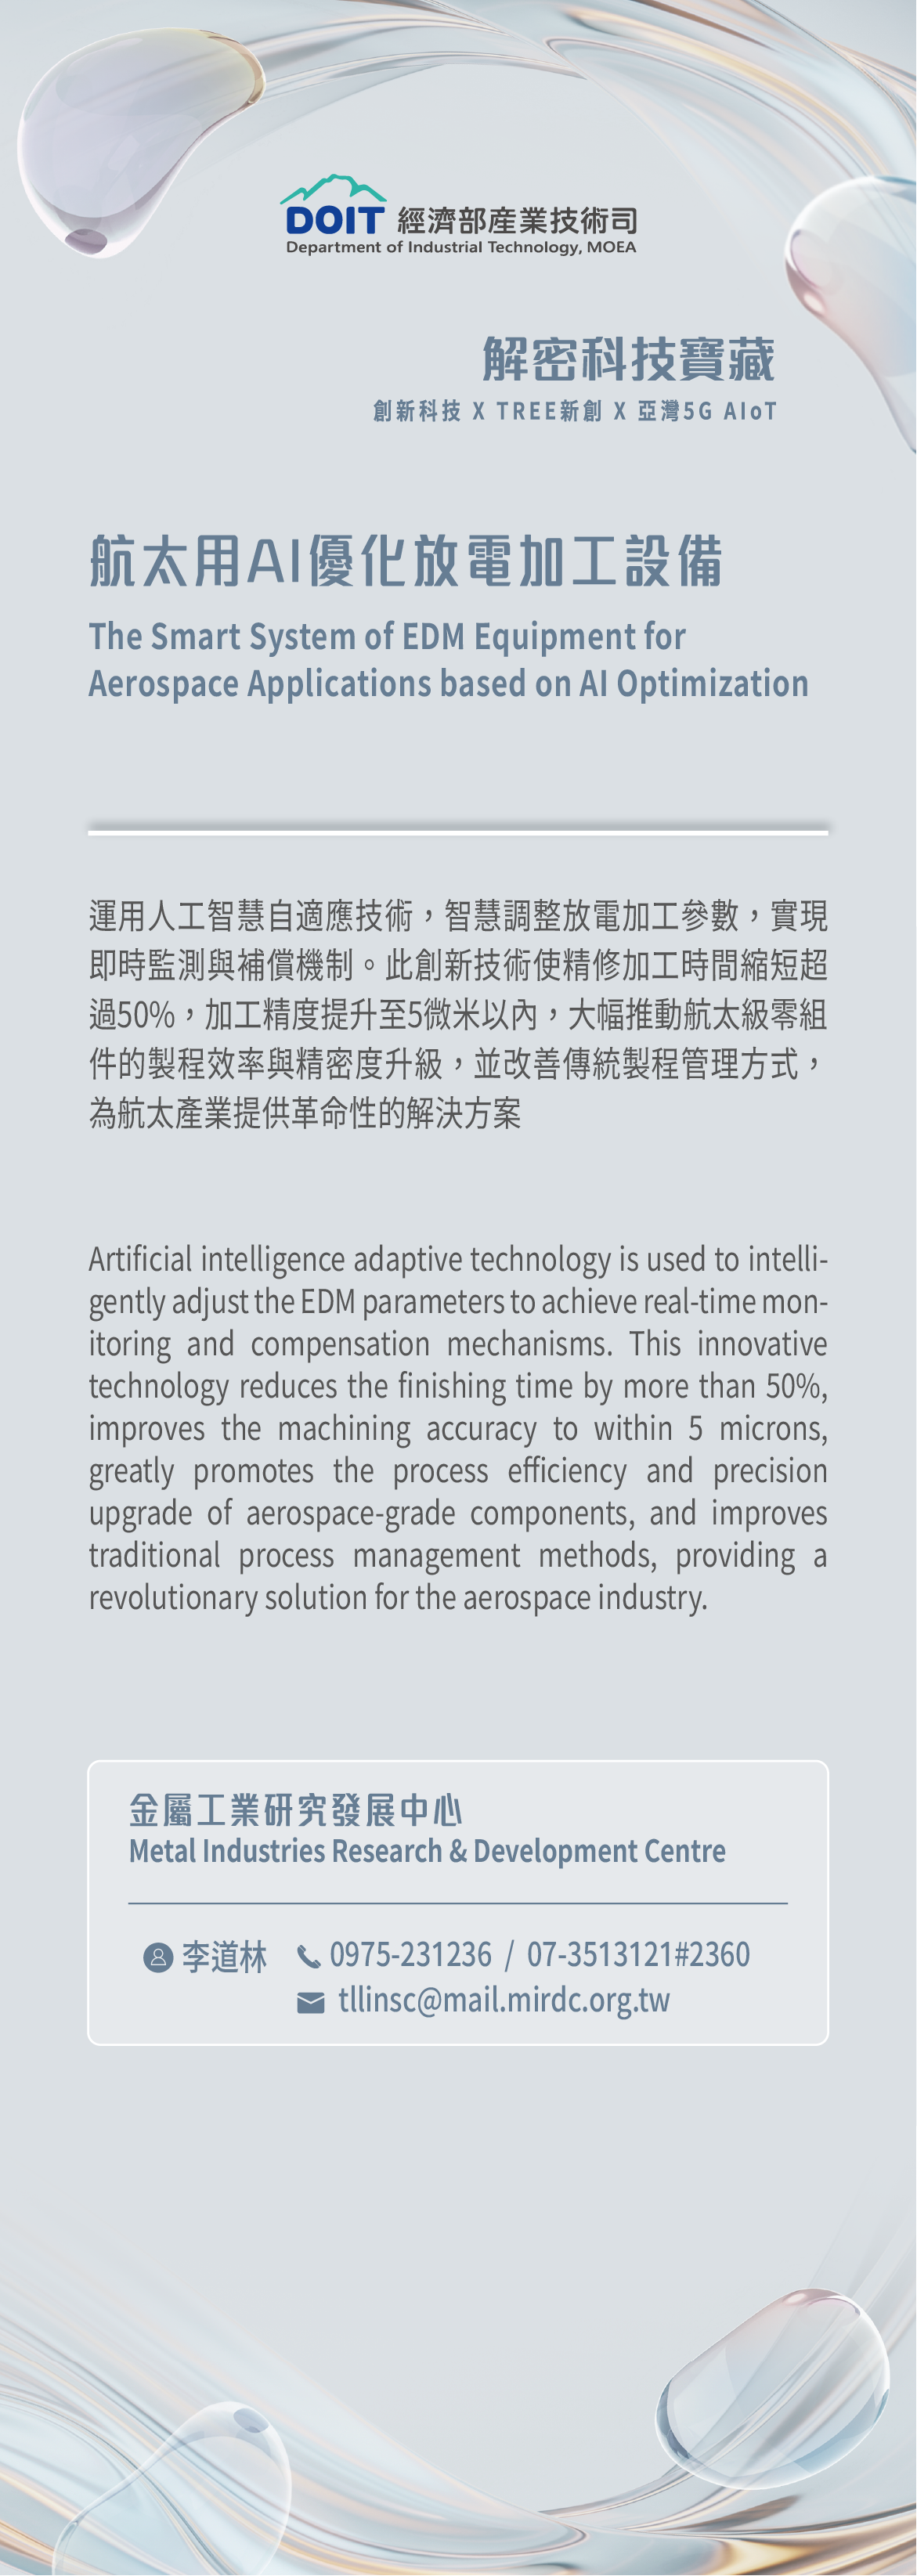 DOIT 經濟部產業技術司
Department of Industrial Technology, MOEA
解密科技寶藏
創新科技 X TREE新創 X 亞灣5G AIoT
航太用AI優化放電加工設備
The Smart System of EDM Equipment for
Aerospace Applications based on AI Optimization
運用人工智慧自適應技術，智慧調整放電加工參數，實現
即時監測與補償機制。此創新技術使精修加工時間縮短超
過50%，加工精度提升至5微米以內，大幅推動航太級零組
件的製程效率與精密度升級，並改善傳統製程管理方式，
為航太產業提供革命性的解決方案
Artificial intelligence adaptive technology is used to intelli-
gently adjust the EDM parameters to achieve real-time mon-
itoring and compensation mechanisms. This innovative
technology reduces the finishing time by more than 50%,
improves the machining accuracy to within 5 microns,
greatly promotes the process efficiency and precision
upgrade of aerospace-grade components, and improves
traditional process management methods, providing a
revolutionary solution for the aerospace industry.
金屬工業研究發展中心
Metal Industries Research & Development Centre
李道林 0975-231236 / 07-3513121#2360
tllinsc@mail.mirdc.org.tw